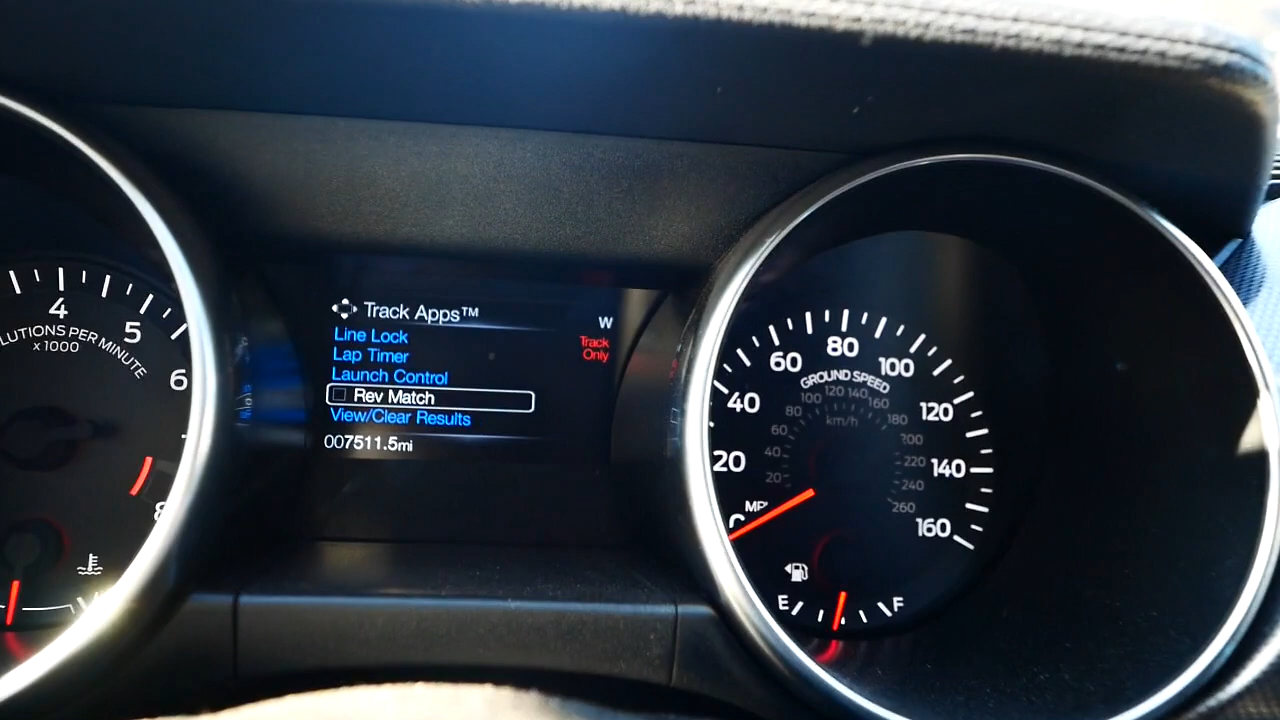 4
5
6
8
LUTIONS PER MINUTE
x 1000
Track Apps™
W
Line Lock
Track
Only
Lap Timer
Launch Control
Rev Match
View/Clear Results
007511.5mi
20
40
60
80
100
120
140
160
GROUND SPEED
20
40
60
80
100
120
140
160
180
200
220
240
260
km/h
E
F